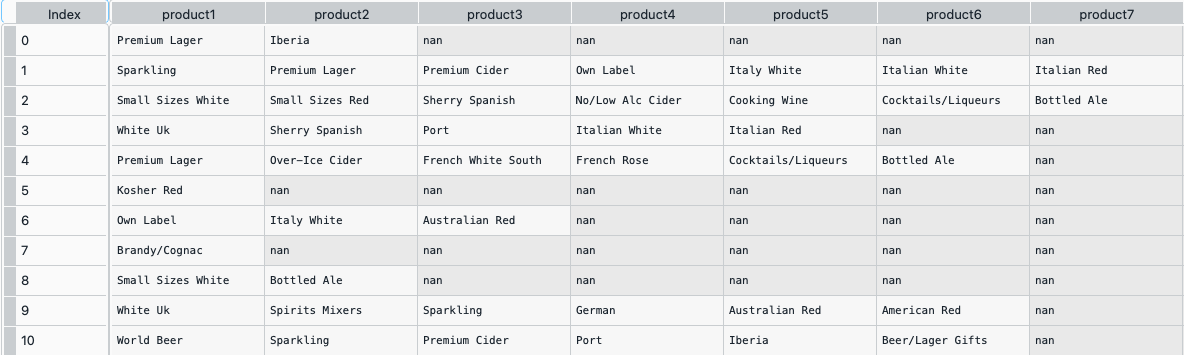 Index product1 product2 product3 product4 product5 product6 product7
0 Premium Lager Iberia nan nan nan nan nan
1 Sparkling Premium Lager Premium Cider Own Label Italy White Italian White Italian Red
2 Small Sizes White Small Sizes Red Sherry Spanish No/Low Alc Cider Cooking Wine Cocktails/Liqueurs Bottled Ale
3 White Uk Sherry Spanish Port Italian White Italian Red nan nan
4 Premium Lager Over-Ice Cider French White South French Rose Cocktails/Liqueurs Bottled Ale nan
5 Kosher Red nan nan nan nan nan nan
6 Own Label Italy White Australian Red nan nan nan nan
7 Brandy/Cognac nan nan nan nan nan nan
8 Small Sizes White Bottled Ale nan nan nan nan nan
9 White Uk Spirits Mixers Sparkling German Australian Red American Red nan
10 World Beer Sparkling Premium Cider Port Iberia Beer/Lager Gifts nan